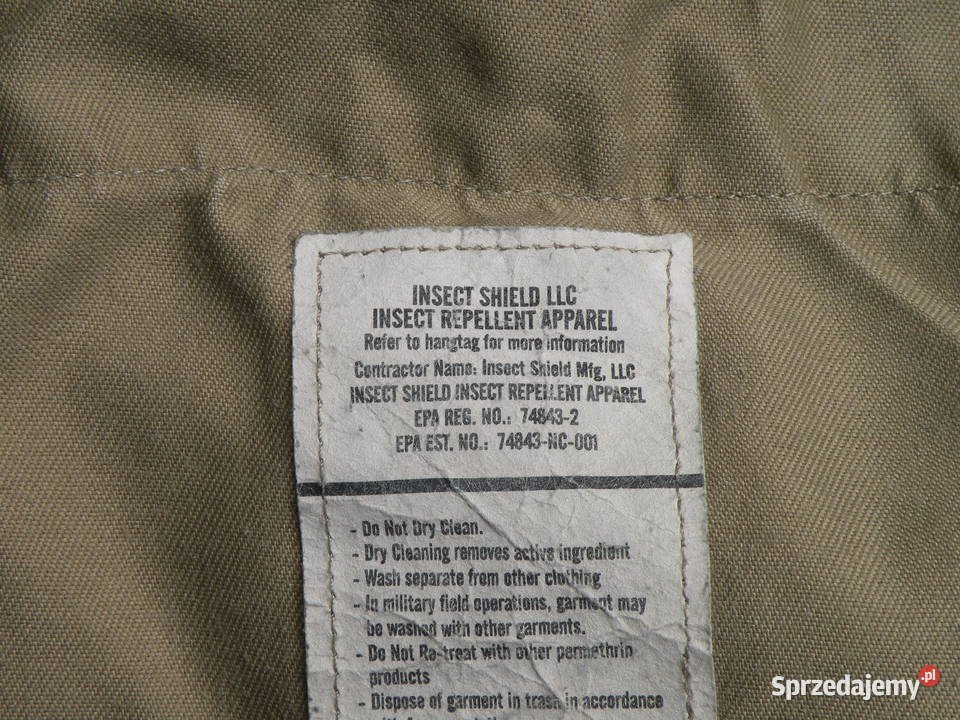 INSECT SHIELD LLC
INSECT REPELLENT APPAREL
Refer to hangtag for more information
Contractor Name: Insect Shield Mfg, LLC
INSECT SHIELD INSECT REPELLENT APPAREL
EPA REG. NO.: 74843-2
EPA EST. NO.: 74843-NC-001
- Do Not Dry Clean.
- Dry Cleaning removes active ingredient
- Wash separate from other clothing
- In military field operations, garment may
be washed with other garments.
- Do Not Re-treat with other permethrin
products
- Dispose of garment in trash in accordance
Sprzedajemy.pl